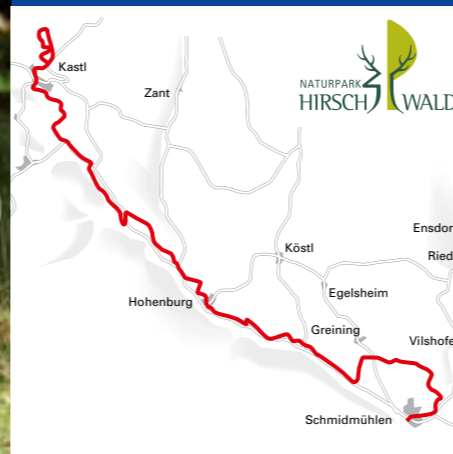 Kastl
Zant
NATURPARK
HIRSCH WALD
Köstl
Egelsheim
Hohenburg
Greining
Schmidmühlen